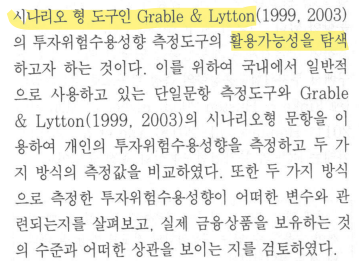 시나리오 형 도구인 Grable & Lytton(1999, 2003)
의 투자위험수용성향 측정도구의 활용가능성을 탐색
하고자 하는 것이다. 이를 위하여 국내에서 일반적
으로 사용하고 있는 단일문항 측정도구와 Grable
& Lytton(1999, 2003)의 시나리오형 문항을 이
용하여 개인의 투자위험수용성향을 측정하고 두 가
지 방식의 측정값을 비교하였다. 또한 두 가지 방식
으로 측정한 투자위험수용성향이 어떠한 변수와 관
련되는지를 살펴보고, 실제 금융상품을 보유하는 것
의 수준과 어떠한 상관을 보이는 지를 검토하였다.